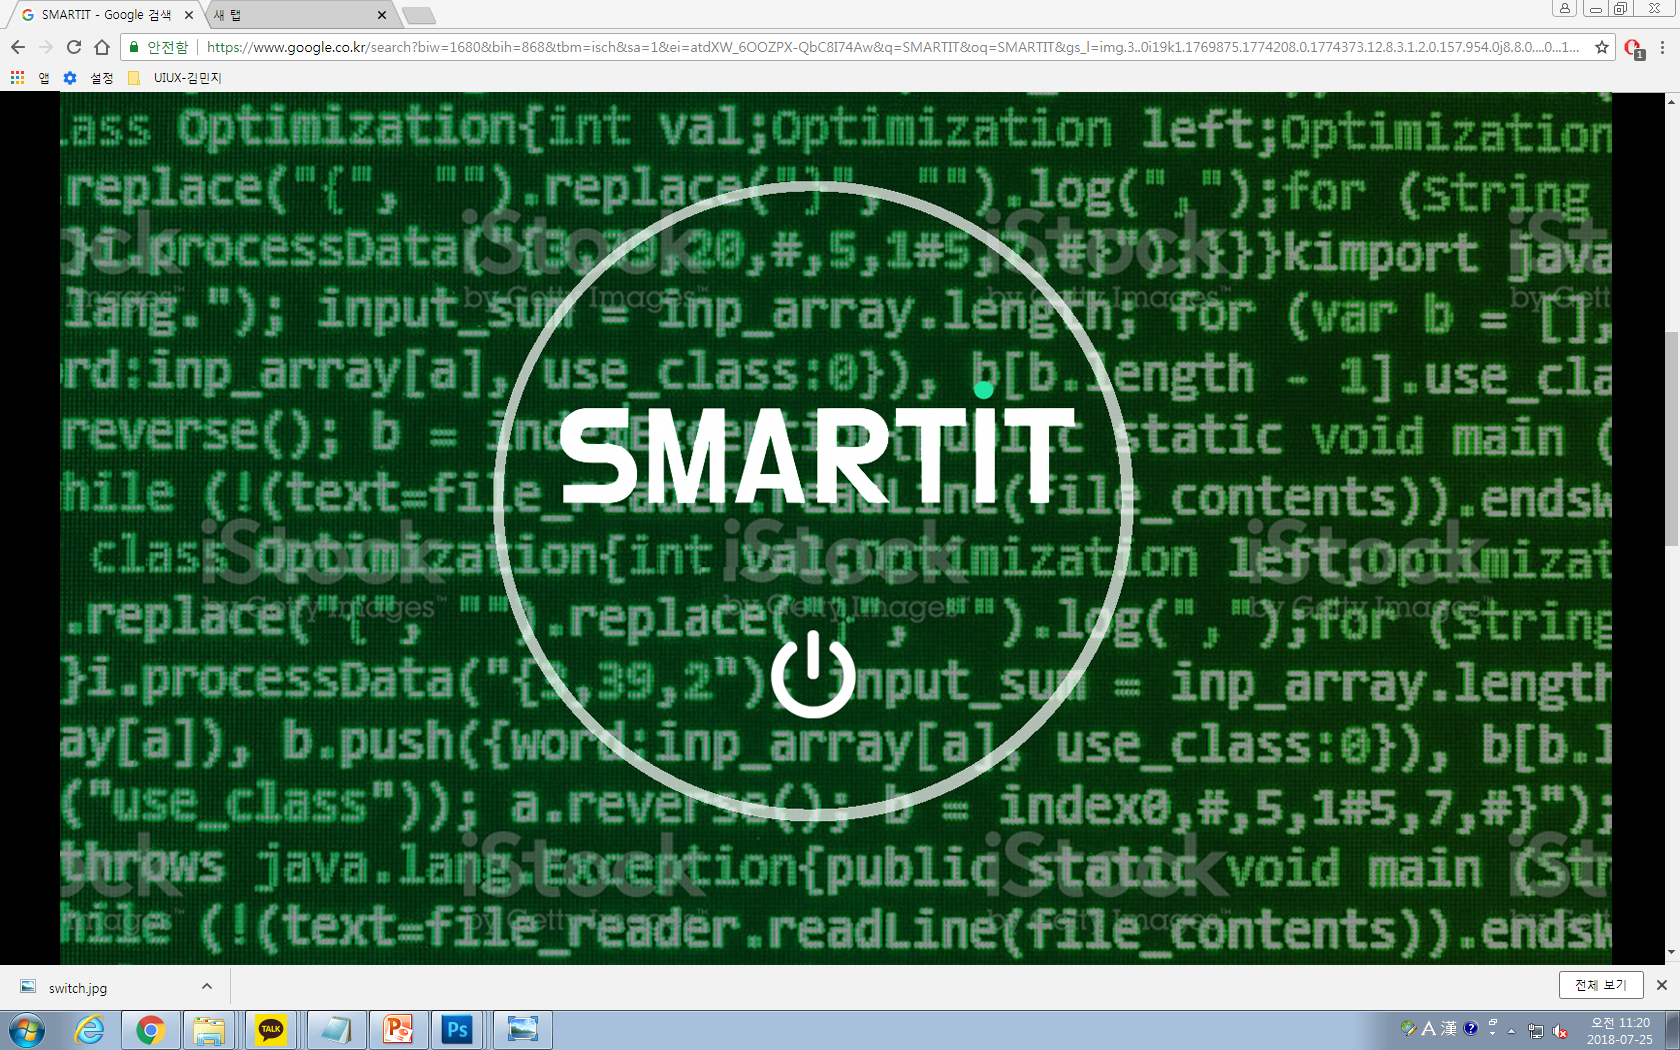 SMARTIT - Google 검색
새 탭
안전함
https://www.google.co.kr/search?biw=1680&bih=868&tbm=isch&sa=1&ei=atdXW_6OOZPX-QbC8I74Aw&q=SMARTIT&oq=SMARTIT&gs_l=img.3..0i19k1.1769875.1774208.0.1774373.12.8.3.1.2.0.157.954.0j8.8.0....0...1...
1
앱
설정
UIUX-김민지
lass Optimization{int val;Optimization left;Optimization
.replace("{", "").replace("}", "").log(" ");for (String
}i.processData("{3,39,20,#,5,1#5,7,#}");}}}kimport java
lang."); input_sum = inp_array.length; for (var b = [],
ord:inp_array[a], use_class:0}), b[b.length - 1].use_cla
SMARTIT
reverse(); b = static void main (
hile (!(text=file_reader.readLine(file_contents)).endsW
class Optimization{int val;Optimization left;Optimizat
.replace("{", "").replace( , "").log(" , ");for (String
}i.processData("{3,39,2") input_sum = inp_array.length
ay[a]), b.push({word:inp_array[a], use_class:0}), b[b.l
("use_class")); a.reverse(); b = index0,#,5,1#5,7,#}");
throws java.lang.Exception{public static void main (Str
hile (!(text=file_reader.readLine(file_contents)).endsW
iStock
by Getty Images™
switch.jpg
전체 보기
TALK
Ps
A 漢
오전 11:20
2018-07-25